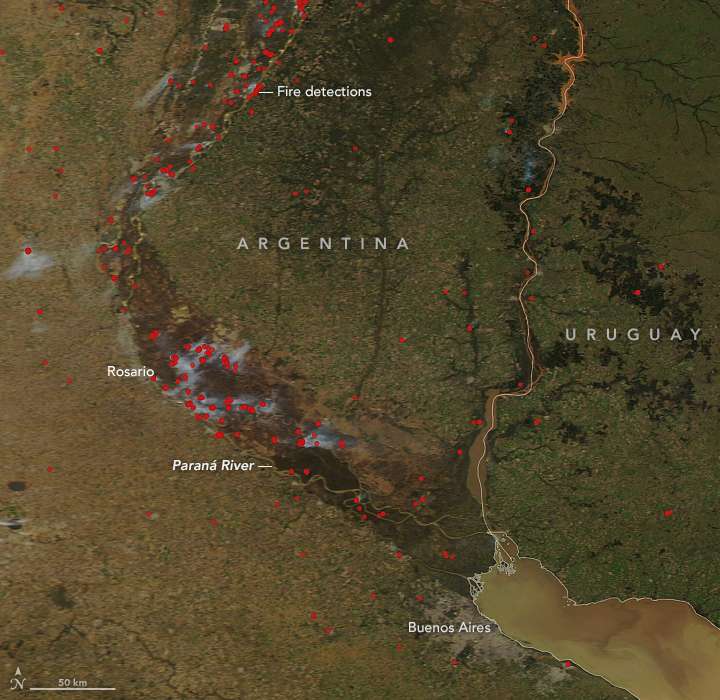 Fire detections
ARGENTINA
URUGUAY
Rosario
Paraná River
Buenos Aires
N
50 km